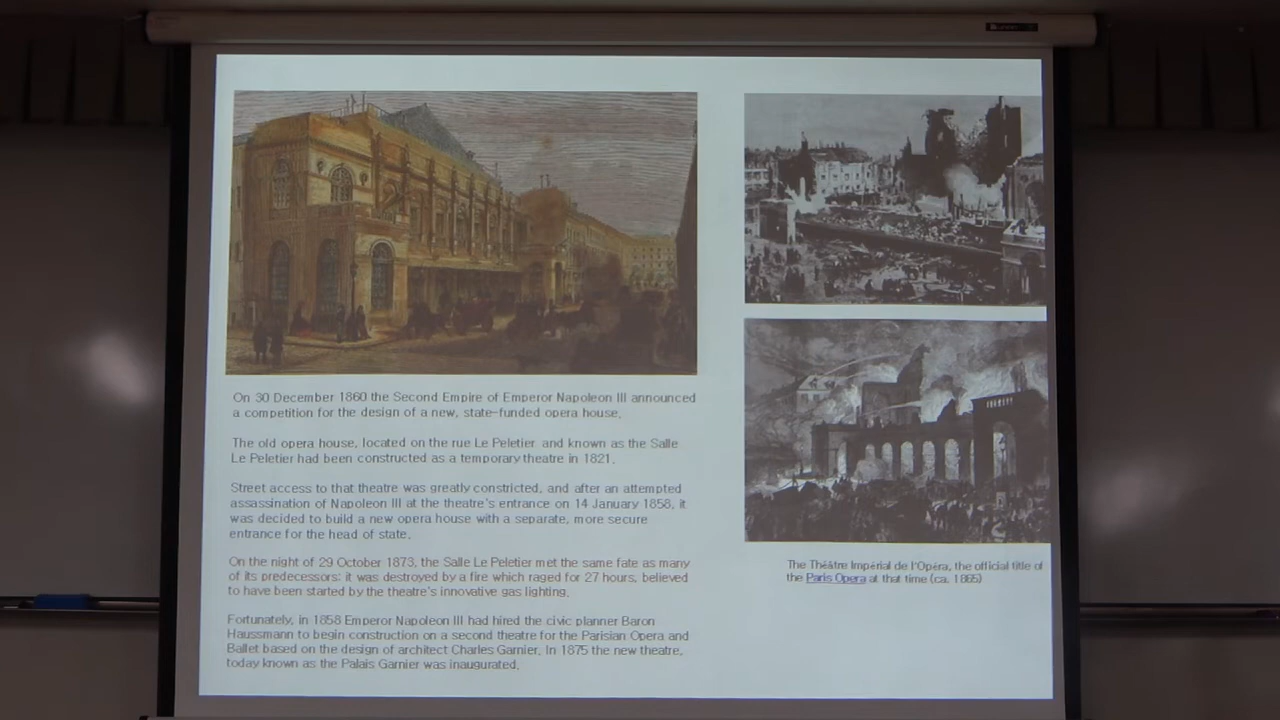 On 30 December 1860 the Second Empire of Emperor Napoleon III announced
a competition for the design of a new, state-funded opera house.
The old opera house, located on the rue Le Peletier and known as the Salle
Le Peletier had been constructed as a temporary theatre in 1821.
Street access to that theatre was greatly constricted, and after an attempted
assassination of Napoleon III at the theatre's entrance on 14 January 1858, it
was decided to build a new opera house with a separate, more secure
entrance for the head of state.
On the night of 29 October 1873, the Salle Le Peletier met the same fate as many
of its predecessors: it was destroyed by a fire which raged for 27 hours, believed
to have been started by the theatre's innovative gas lighting.
Fortunately, in 1858 Emperor Napoleon III had hired the civic planner Baron
Haussmann to begin construction on a second theatre for the Parisian Opera and
Ballet based on the design of architect Charles Garnier. In 1875 the new theatre,
today known as the Palais Garnier was inaugurated.
The Théâtre Impérial de l'Opéra, the official title of
the Paris Opera at that time (ca. 1865)